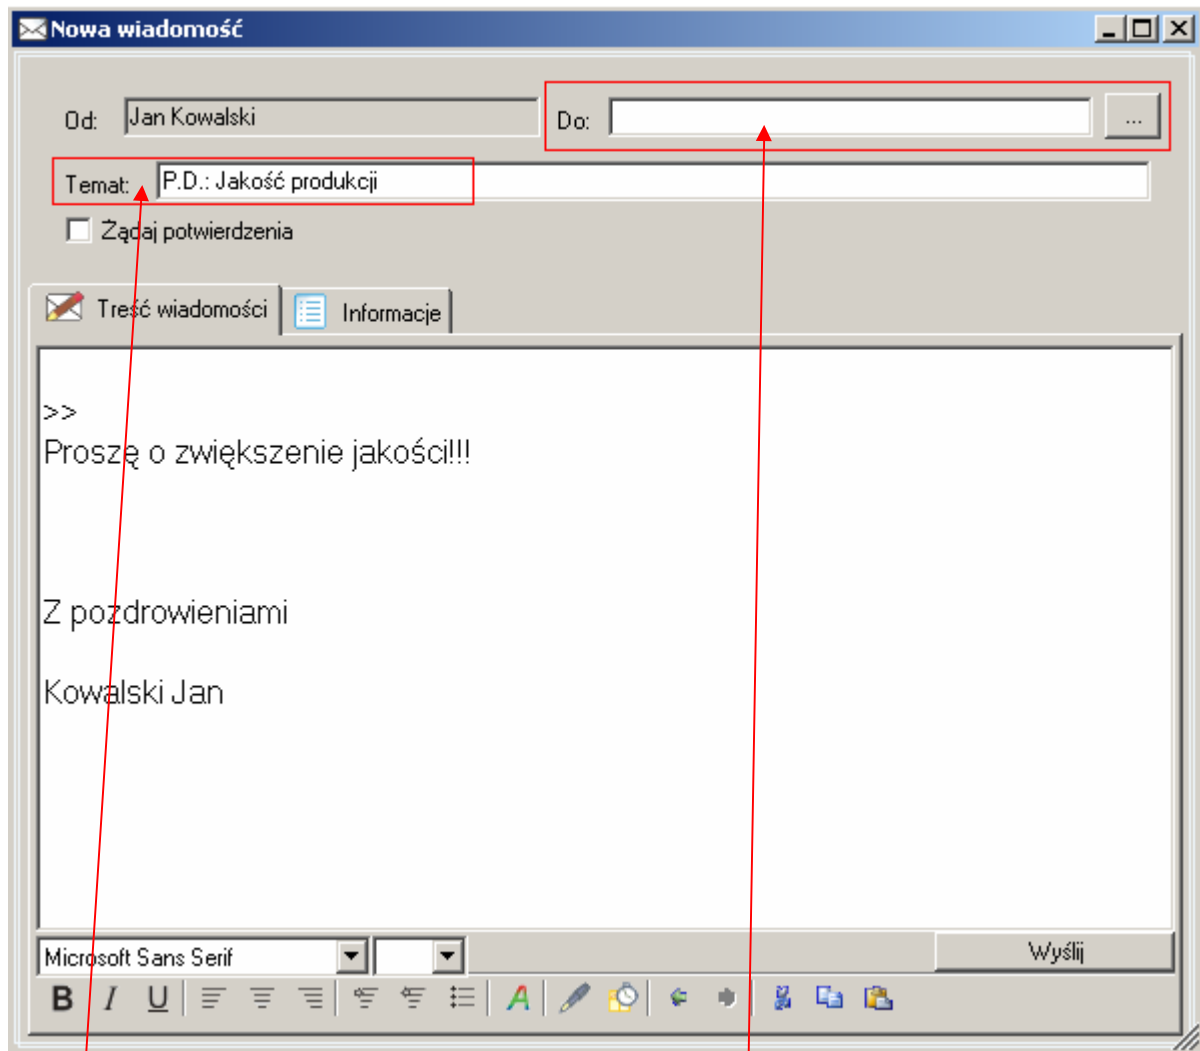 Nowa wiadomość
Od: Jan Kowalski Do: ...
Temat: P.D.: Jakość produkcji
Żądaj potwierdzenia
Treść wiadomości Informacje
>>
Proszę o zwiększenie jakości!!!
Z pozdrowieniami
Kowalski Jan
Microsoft Sans Serif Wyślij
B I U A